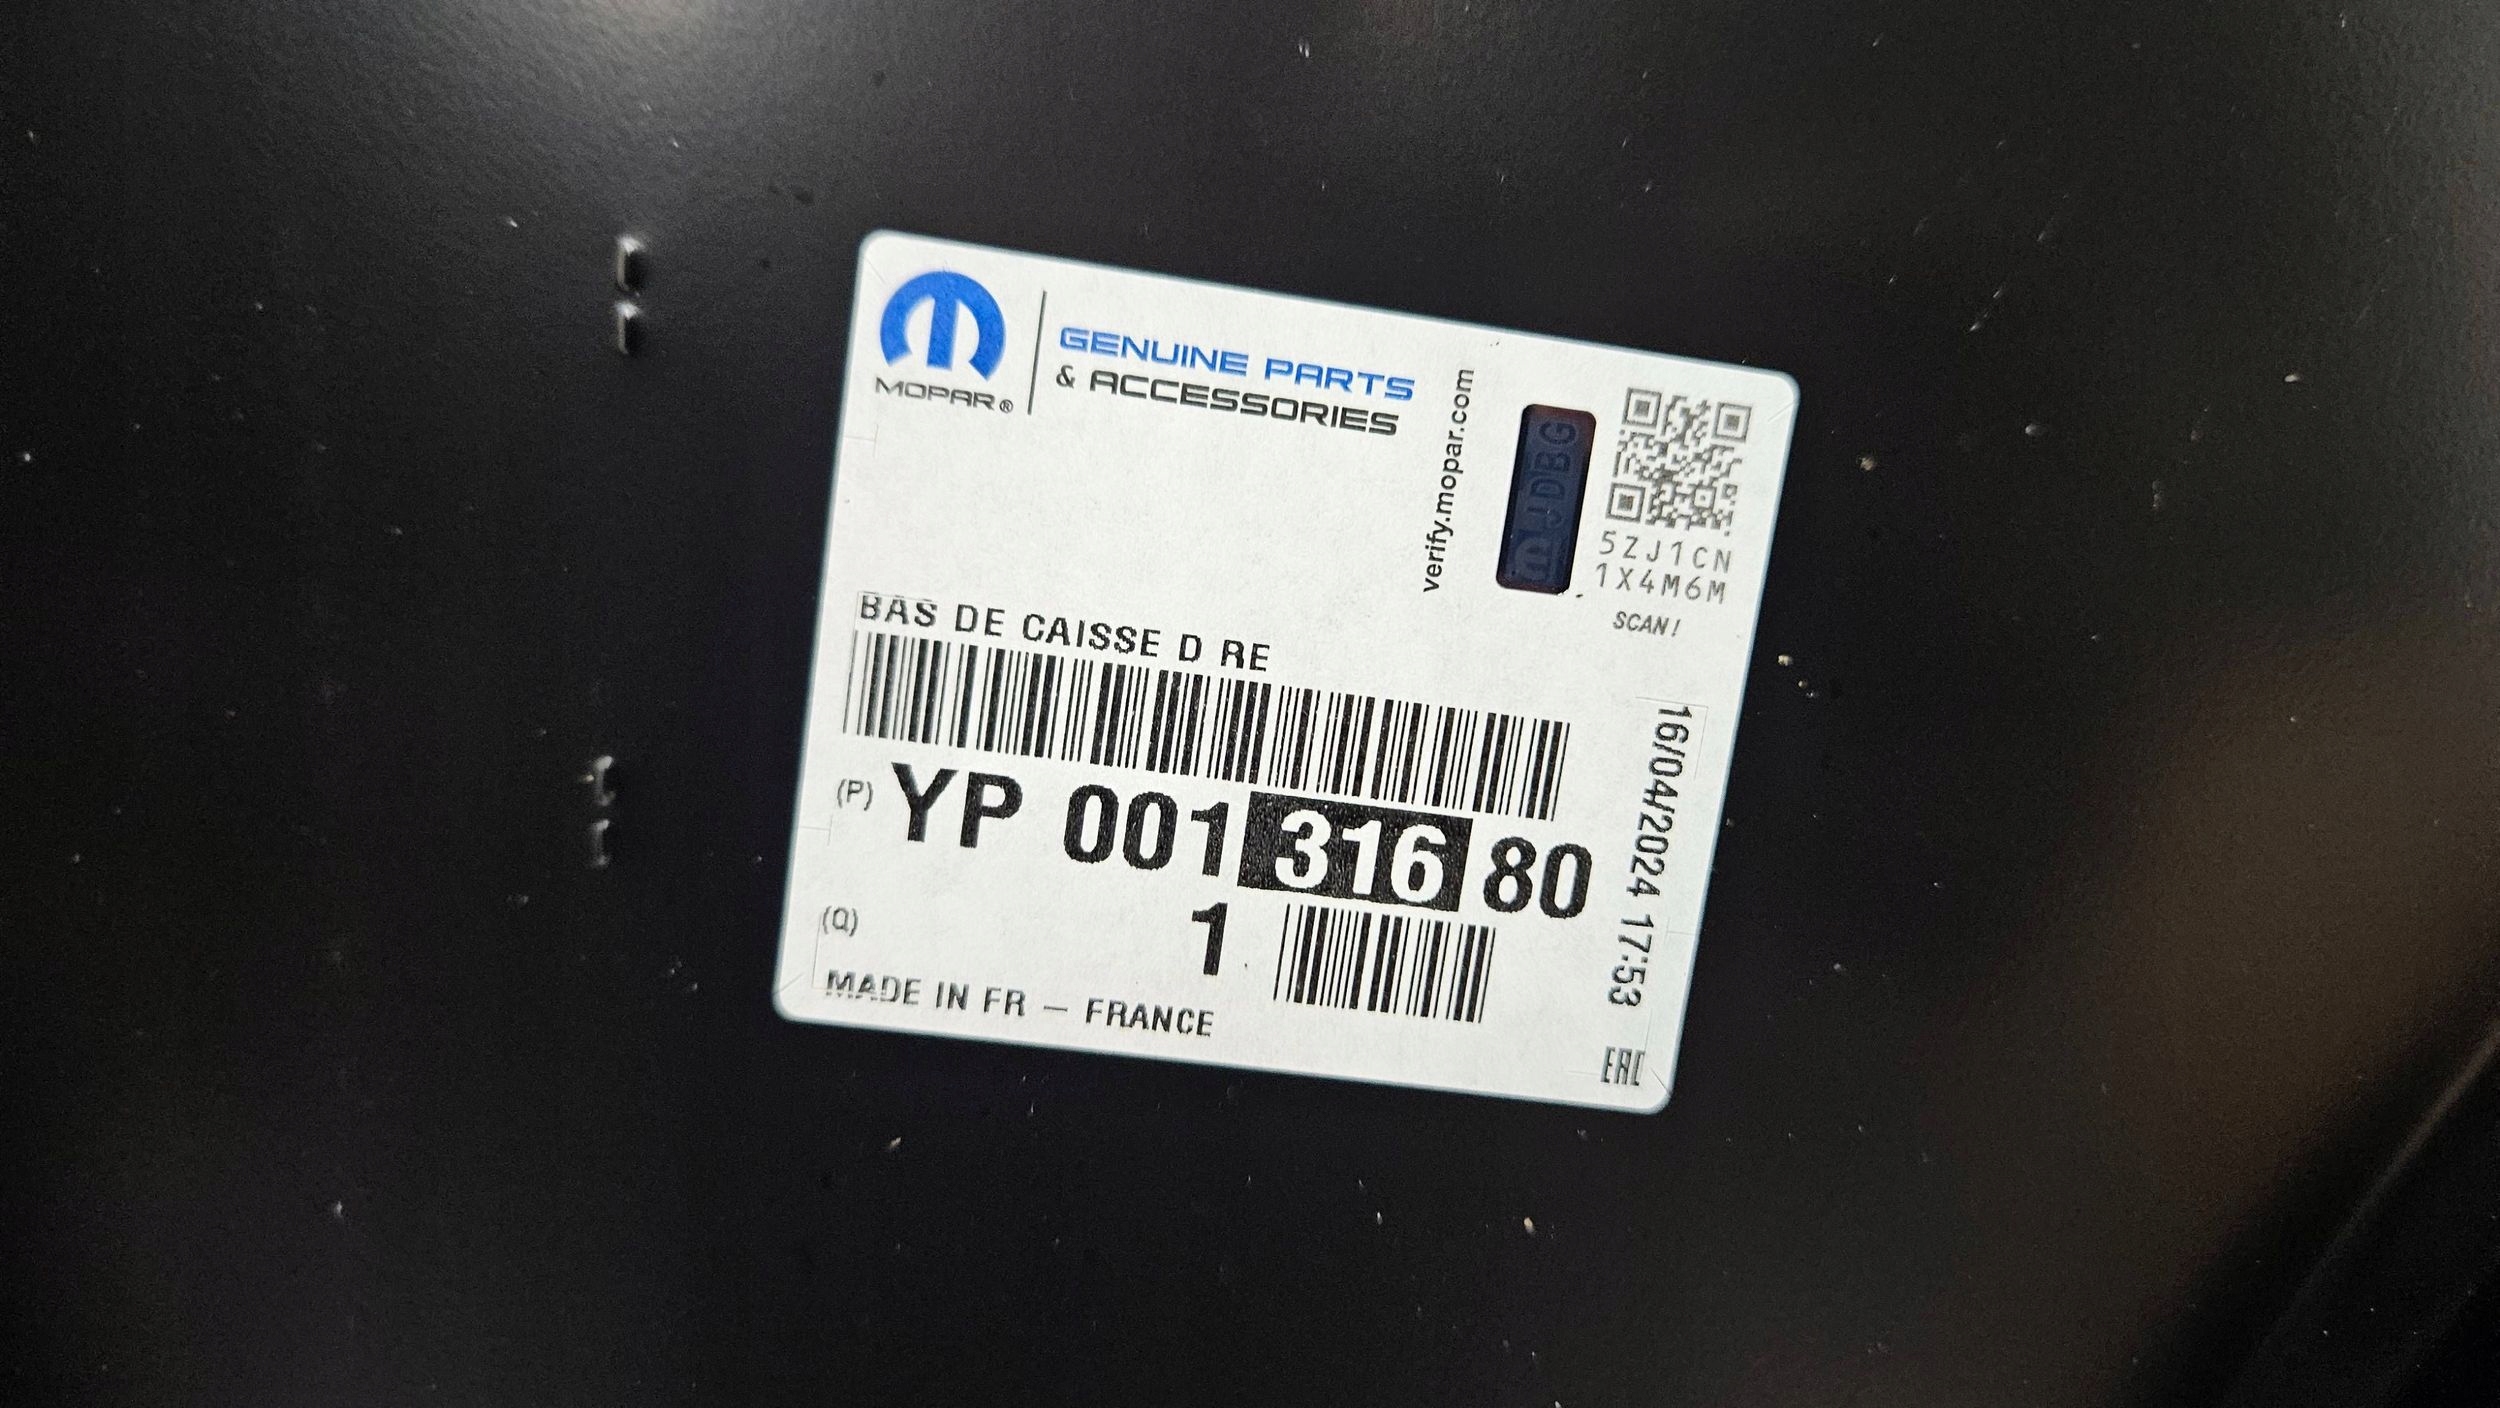 MOPAR®
GENUINE PARTS
& ACCESSORIES
verify.mopar.com
JDBG
5ZJ1CN
1X4M6M
SCAN!
BAS DE CAISSE D RE
(P) YP 001 316 80
(Q) 1
MADE IN FR — FRANCE
16/04/2024 17:53
EAC